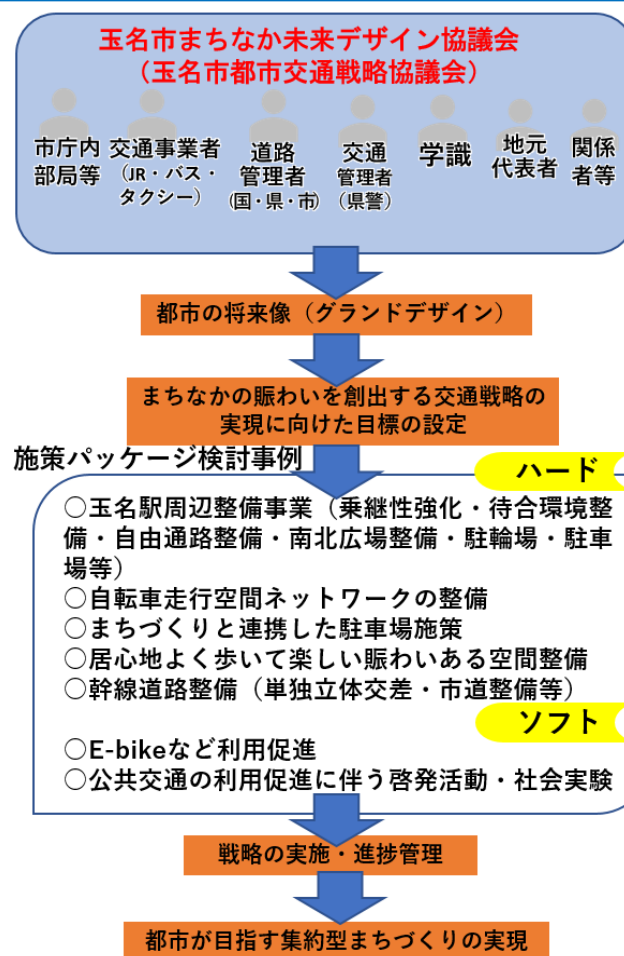 玉名市まちなか未来デザイン協議会
（玉名市都市交通戦略協議会）
市庁内
部局等
交通事業者
（JR・バス・
タクシー）
道路
管理者
(国・県・市)
交通
管理者
（県警）
学識
地元
代表者
関係
者等
都市の将来像（グランドデザイン）
まちなかの賑わいを創出する交通戦略の
実現に向けた目標の設定
施策パッケージ検討事例
ハード
○玉名駅周辺整備事業（乗継性強化・待合環境整
備・自由通路整備・南北広場整備・駐輪場・駐車
場等）
○自転車走行空間ネットワークの整備
○まちづくりと連携した駐車場施策
○居心地よく歩いて楽しい賑わいある空間整備
○幹線道路整備（単独立体交差・市道整備等）
ソフト
○E-bikeなど利用促進
○公共交通の利用促進に伴う啓発活動・社会実験
戦略の実施・進捗管理
都市が目指す集約型まちづくりの実現